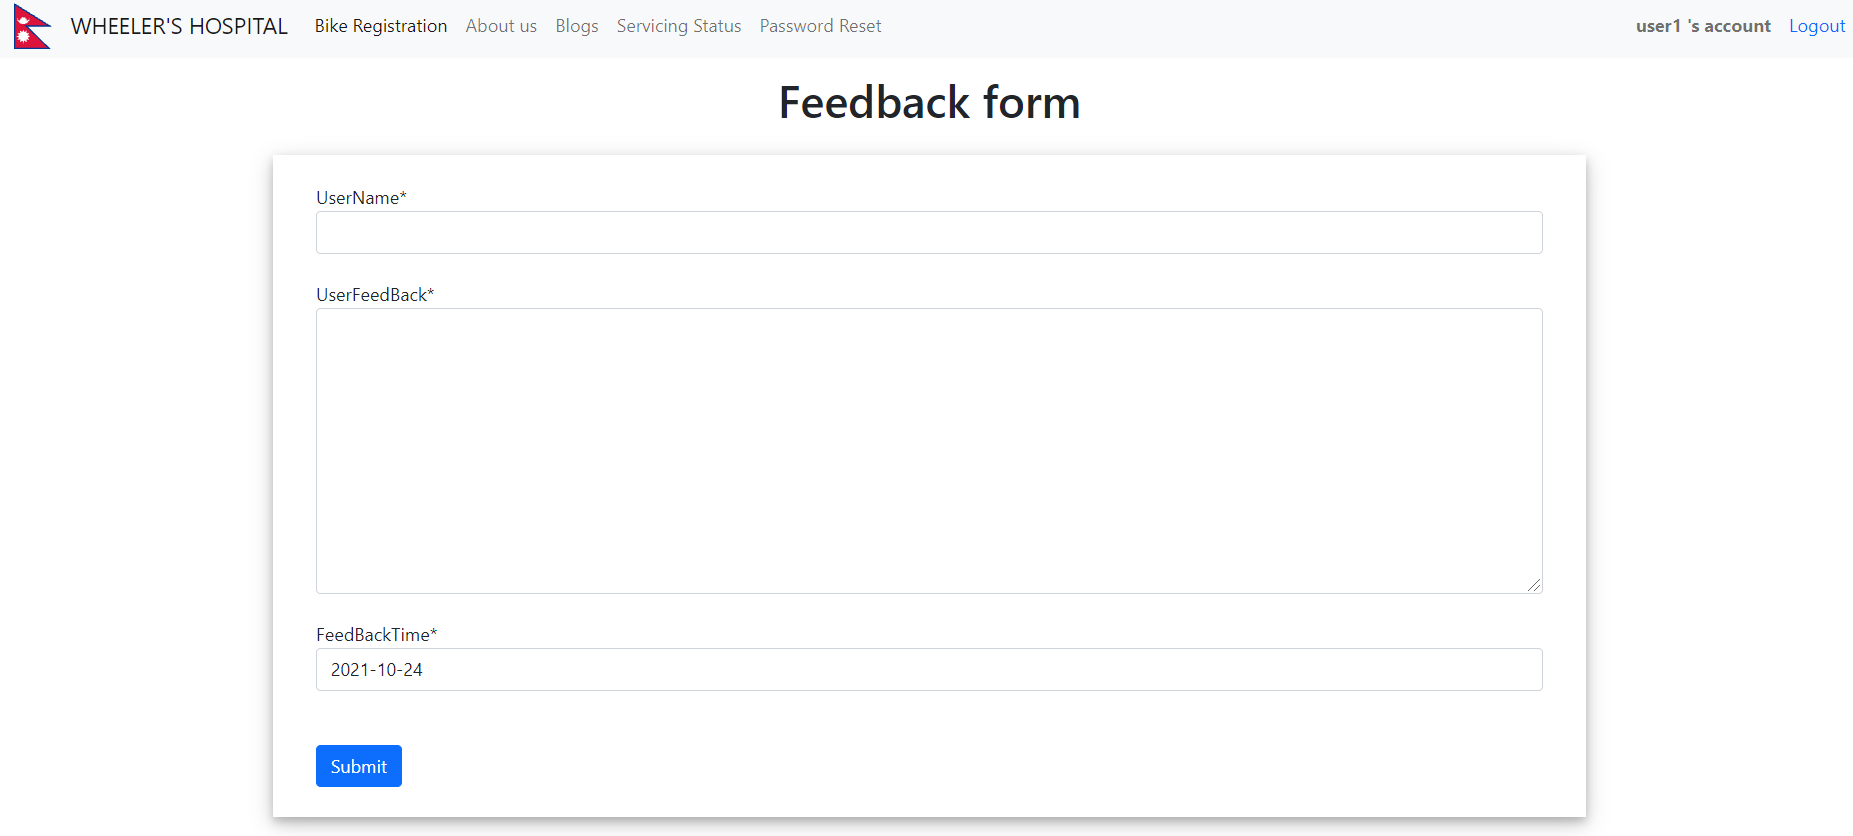 WHEELER'S HOSPITAL Bike Registration About us Blogs Servicing Status Password Reset user1 's account Logout
Feedback form
UserName*
UserFeedBack*
FeedBackTime*
2021-10-24
Submit